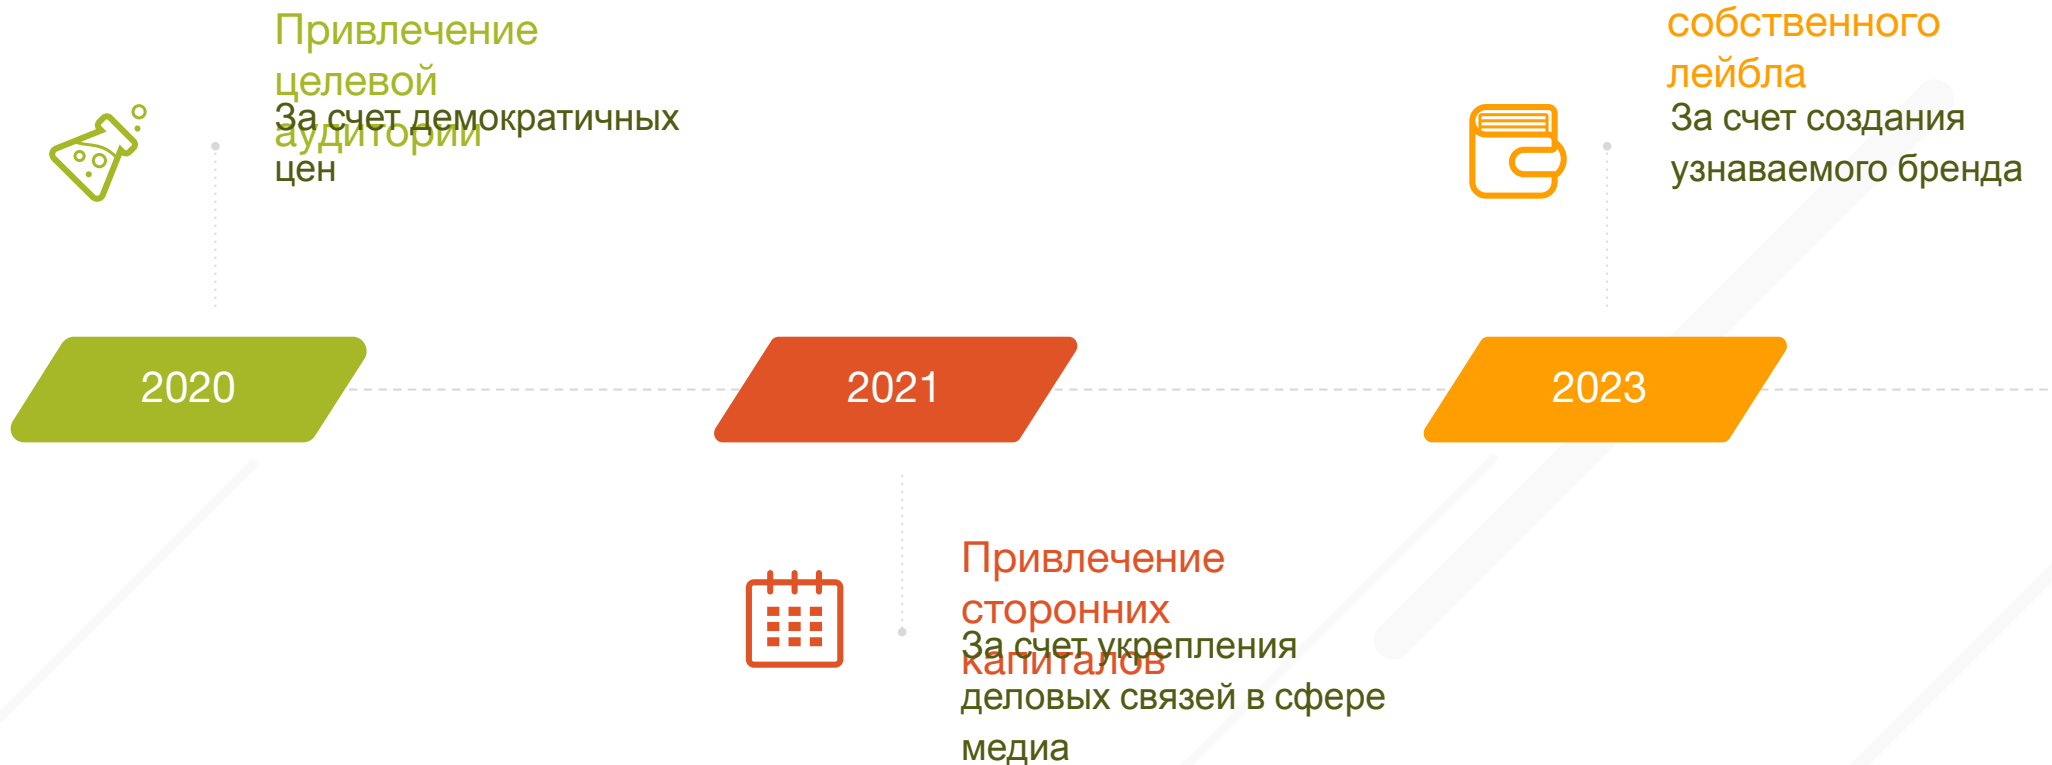 Привлечение
целевой
аудитории
За счет демократичных
цен
собственного
лейбла
За счет создания
узнаваемого бренда
2020
2021
2023
Привлечение
сторонних
капиталов
За счет укрепления
деловых связей в сфере
медиа